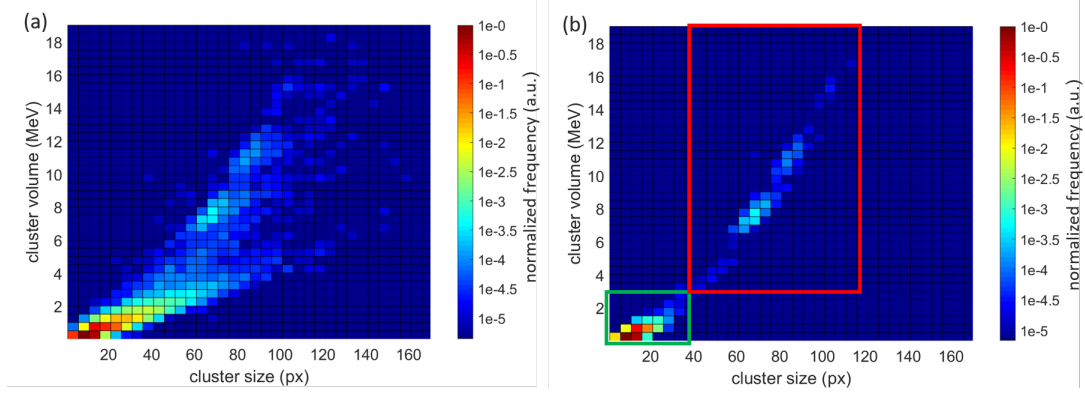 (a)
cluster volume (MeV)
18
16
14
12
10
8
6
4
2
20 40 60 80 100 120 140 160
cluster size (px)
1e-0
1e-5
1e-1
1e-1.5
1e-2
1e-2.5
1e-3
1e-3.5
1e-4
1e-4.5
1e-5
normalized frequency (a.u.)
(b)
cluster volume (MeV)
18
16
14
12
10
8
6
4
2
20 40 60 80 100 120 140 160
cluster size (px)
1e-0
1e-5
1e-1
1e-1.5
1e-2
1e-2.5
1e-3
1e-3.5
1e-4
1e-4.5
1e-5
normalized frequency (a.u.)